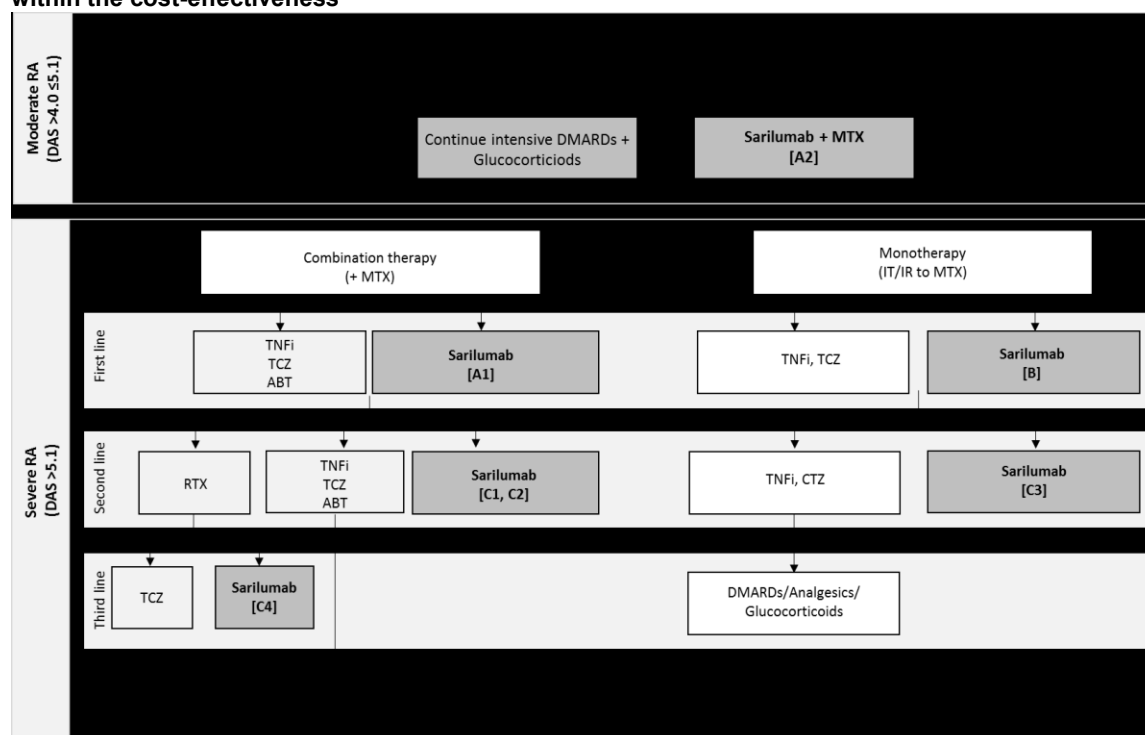 within the cost-effectiveness
Moderate RA
(DAS >4.0 ≤5.1)
Continue intensive DMARDs +
Glucocorticiods
Sarilumab + MTX
[A2]
Severe RA
(DAS >5.1)
Combination therapy
(+ MTX)
Monotherapy
(IT/IR to MTX)
First line
TNFi
TCZ
ABT
Sarilumab
[A1]
TNFi, TCZ
Sarilumab
[B]
Second line
RTX
TNFi
TCZ
ABT
Sarilumab
[C1, C2]
TNFi, CTZ
Sarilumab
[C3]
Third line
TCZ
Sarilumab
[C4]
DMARDs/Analgesics/
Glucocorticoids